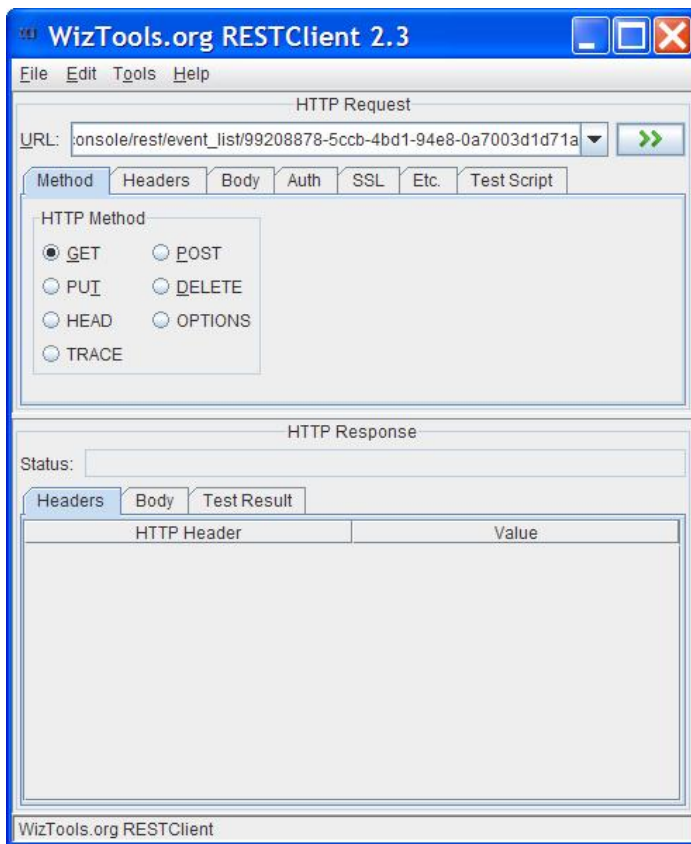 WizTools.org RESTClient 2.3
File Edit Tools Help
HTTP Request
URL: :onsole/rest/event_list/99208878-5ccb-4bd1-94e8-0a7003d1d71a >>
Method Headers Body Auth SSL Etc. Test Script
HTTP Method
GET POST
PUT DELETE
HEAD OPTIONS
TRACE
HTTP Response
Status:
Headers Body Test Result
HTTP Header Value
WizTools.org RESTClient